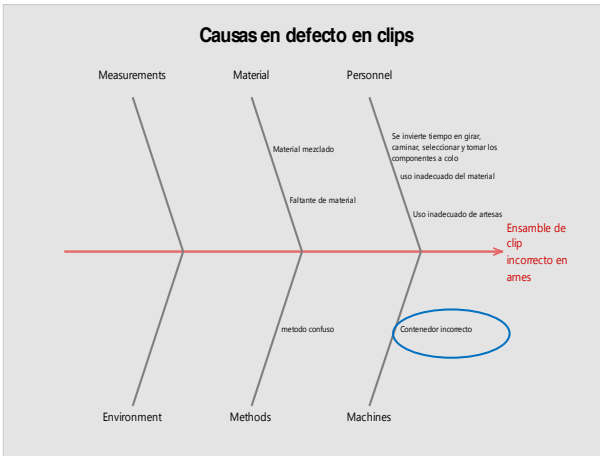 Causas en defecto en clips
Measurements
Material
Personnel
Se invierte tiempo en girar,
caminar, seleccionar y tomar los
componentes a colo
Material mezclado
uso inadecuado del material
Faltante de material
Uso inadecuado de artesas
Ensamble de
clip
incorrecto en
arnes
metodo confuso
Contenedor incorrecto
Environment
Methods
Machines